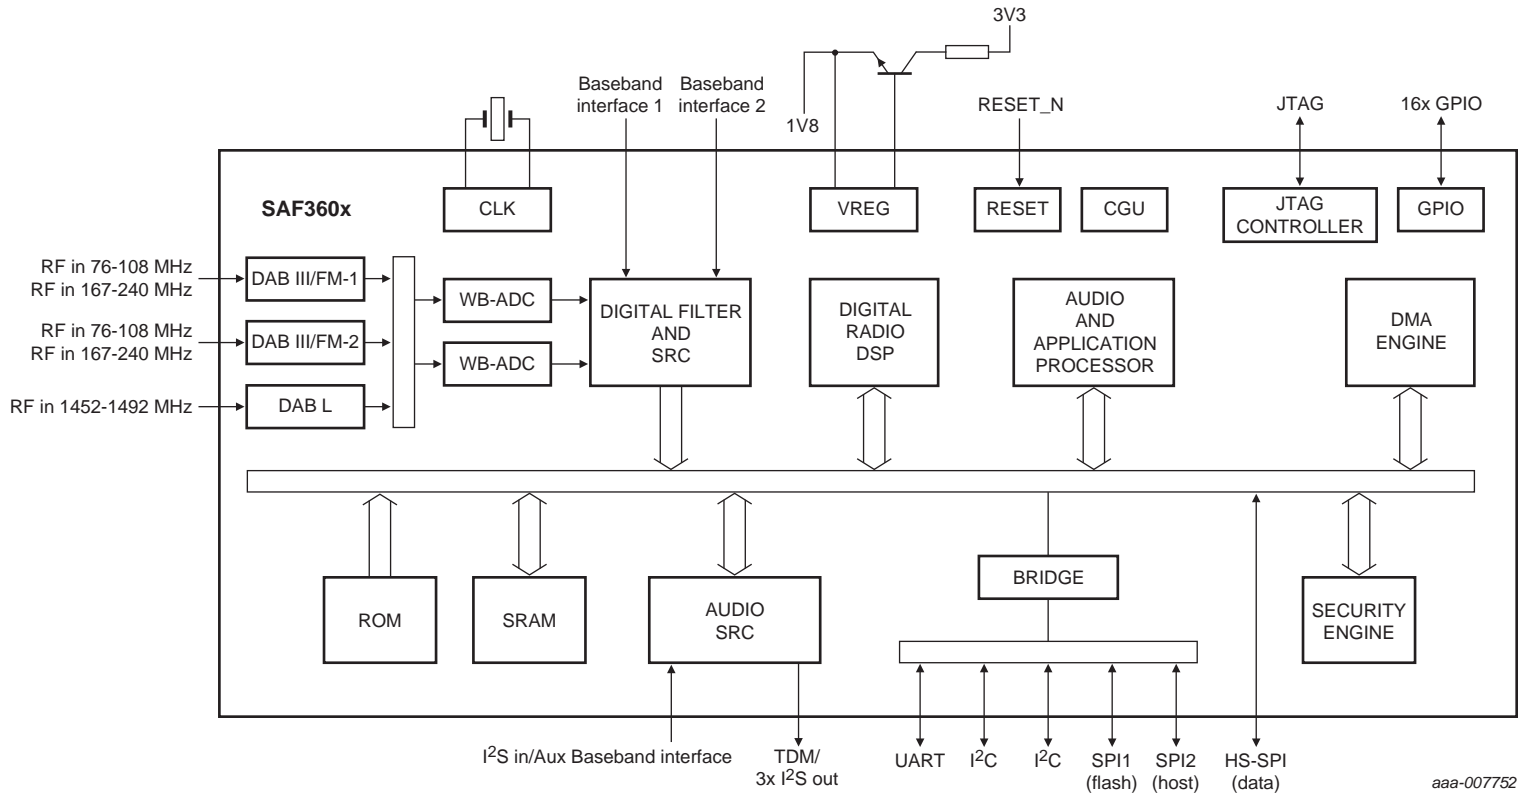 3V3
Baseband
interface 1
Baseband
interface 2
1V8
RESET_N
JTAG
16x GPIO
SAF360x
CLK
VREG
RESET
CGU
JTAG
CONTROLLER
GPIO
RF in 76-108 MHz
RF in 167-240 MHz
DAB III/FM-1
RF in 76-108 MHz
RF in 167-240 MHz
DAB III/FM-2
RF in 1452-1492 MHz
DAB L
WB-ADC
WB-ADC
DIGITAL FILTER
AND
SRC
DIGITAL
RADIO
DSP
AUDIO
AND
APPLICATION
PROCESSOR
DMA
ENGINE
ROM
SRAM
AUDIO
SRC
BRIDGE
SECURITY
ENGINE
I²S in/Aux Baseband interface
TDM/
3x I²S out
UART
I²C
I²C
SPI1
(flash)
SPI2
(host)
HS-SPI
(data)
aaa-007752